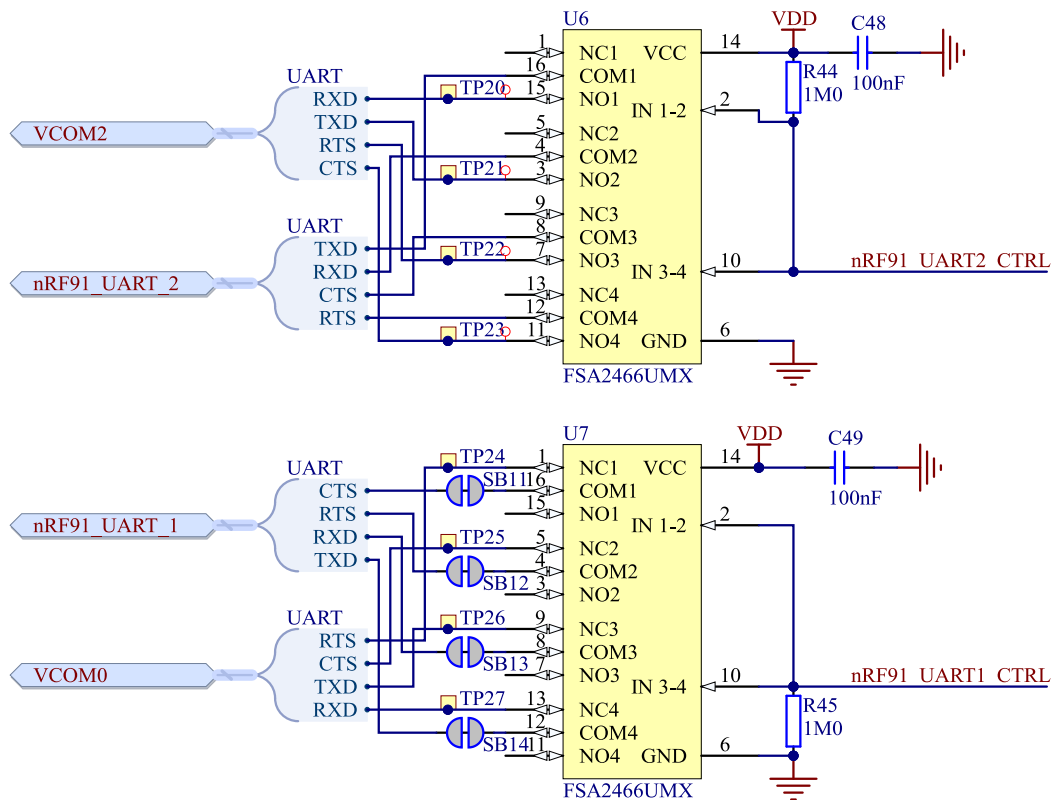 U6
VCOM2
UART
RXD
TXD
RTS
CTS
nRF91_UART_2
UART
TXD
RXD
CTS
RTS
TP20
TP21
TP22
TP23
1 NC1
16 COM1
15 NO1
5 NC2
4 COM2
3 NO2
9 NC3
8 COM3
7 NO3
13 NC4
12 COM4
11 NO4
VCC 14
IN 1-2 2
IN 3-4 10
GND 6
FSA2466UMX
VDD
C48
100nF
R44
1M0
nRF91_UART2_CTRL
U7
nRF91_UART_1
UART
CTS
RTS
RXD
TXD
VCOM0
UART
RTS
CTS
TXD
RXD
TP24
SB11
TP25
SB12
TP26
SB13
TP27
SB14
1 NC1
16 COM1
15 NO1
5 NC2
4 COM2
3 NO2
9 NC3
8 COM3
7 NO3
13 NC4
12 COM4
11 NO4
VCC 14
IN 1-2 2
IN 3-4 10
GND 6
FSA2466UMX
VDD
C49
100nF
nRF91_UART1_CTRL
R45
1M0